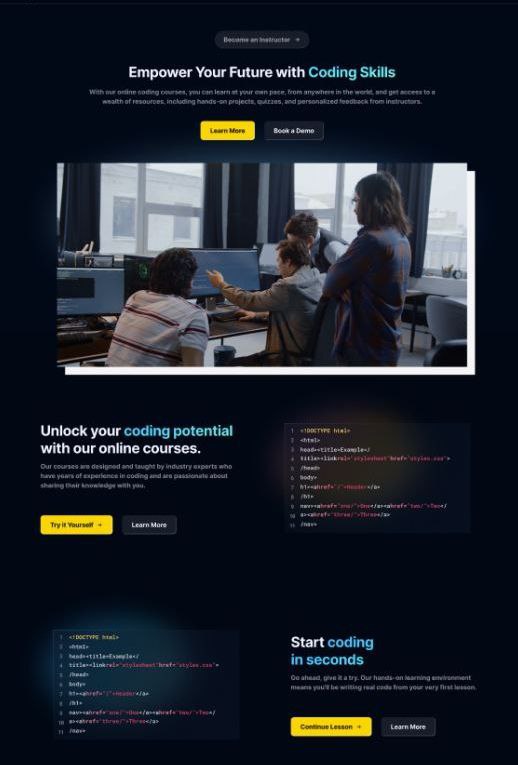 Become an Instructor →
Empower Your Future with Coding Skills
With our online coding courses, you can learn at your own pace, from anywhere in the world, and get access to a
wealth of resources, including hands-on projects, quizzes, and personalized feedback from instructors.
Learn More
Book a Demo
Unlock your coding potential
with our online courses.
Our courses are designed and taught by industry experts who
have years of experience in coding and are passionate about
sharing their knowledge with you.
Try it Yourself →
Learn More
1 <!DOCTYPE html>
2 <html>
3 head><title>Example</
4 title><linkrel="stylesheet"href="styles.css">
5 /head>
6 body>
7 h1><ahref="/">Header</a>
8 /h1>
9 nav><ahref="one/">One</a><ahref="two/">Two</
10 a><ahref="three/">Three</a>
11 /nav>
1 <!DOCTYPE html>
2 <html>
3 head><title>Example</
4 title><linkrel="stylesheet"href="styles.css">
5 /head>
6 body>
7 h1><ahref="/">Header</a>
8 /h1>
9 nav><ahref="one/">One</a><ahref="two/">Two</
10 a><ahref="three/">Three</a>
11 /nav>
Start coding
in seconds
Go ahead, give it a try. Our hands-on learning environment
means you'll be writing real code from your very first lesson.
Continue Lesson →
Learn More